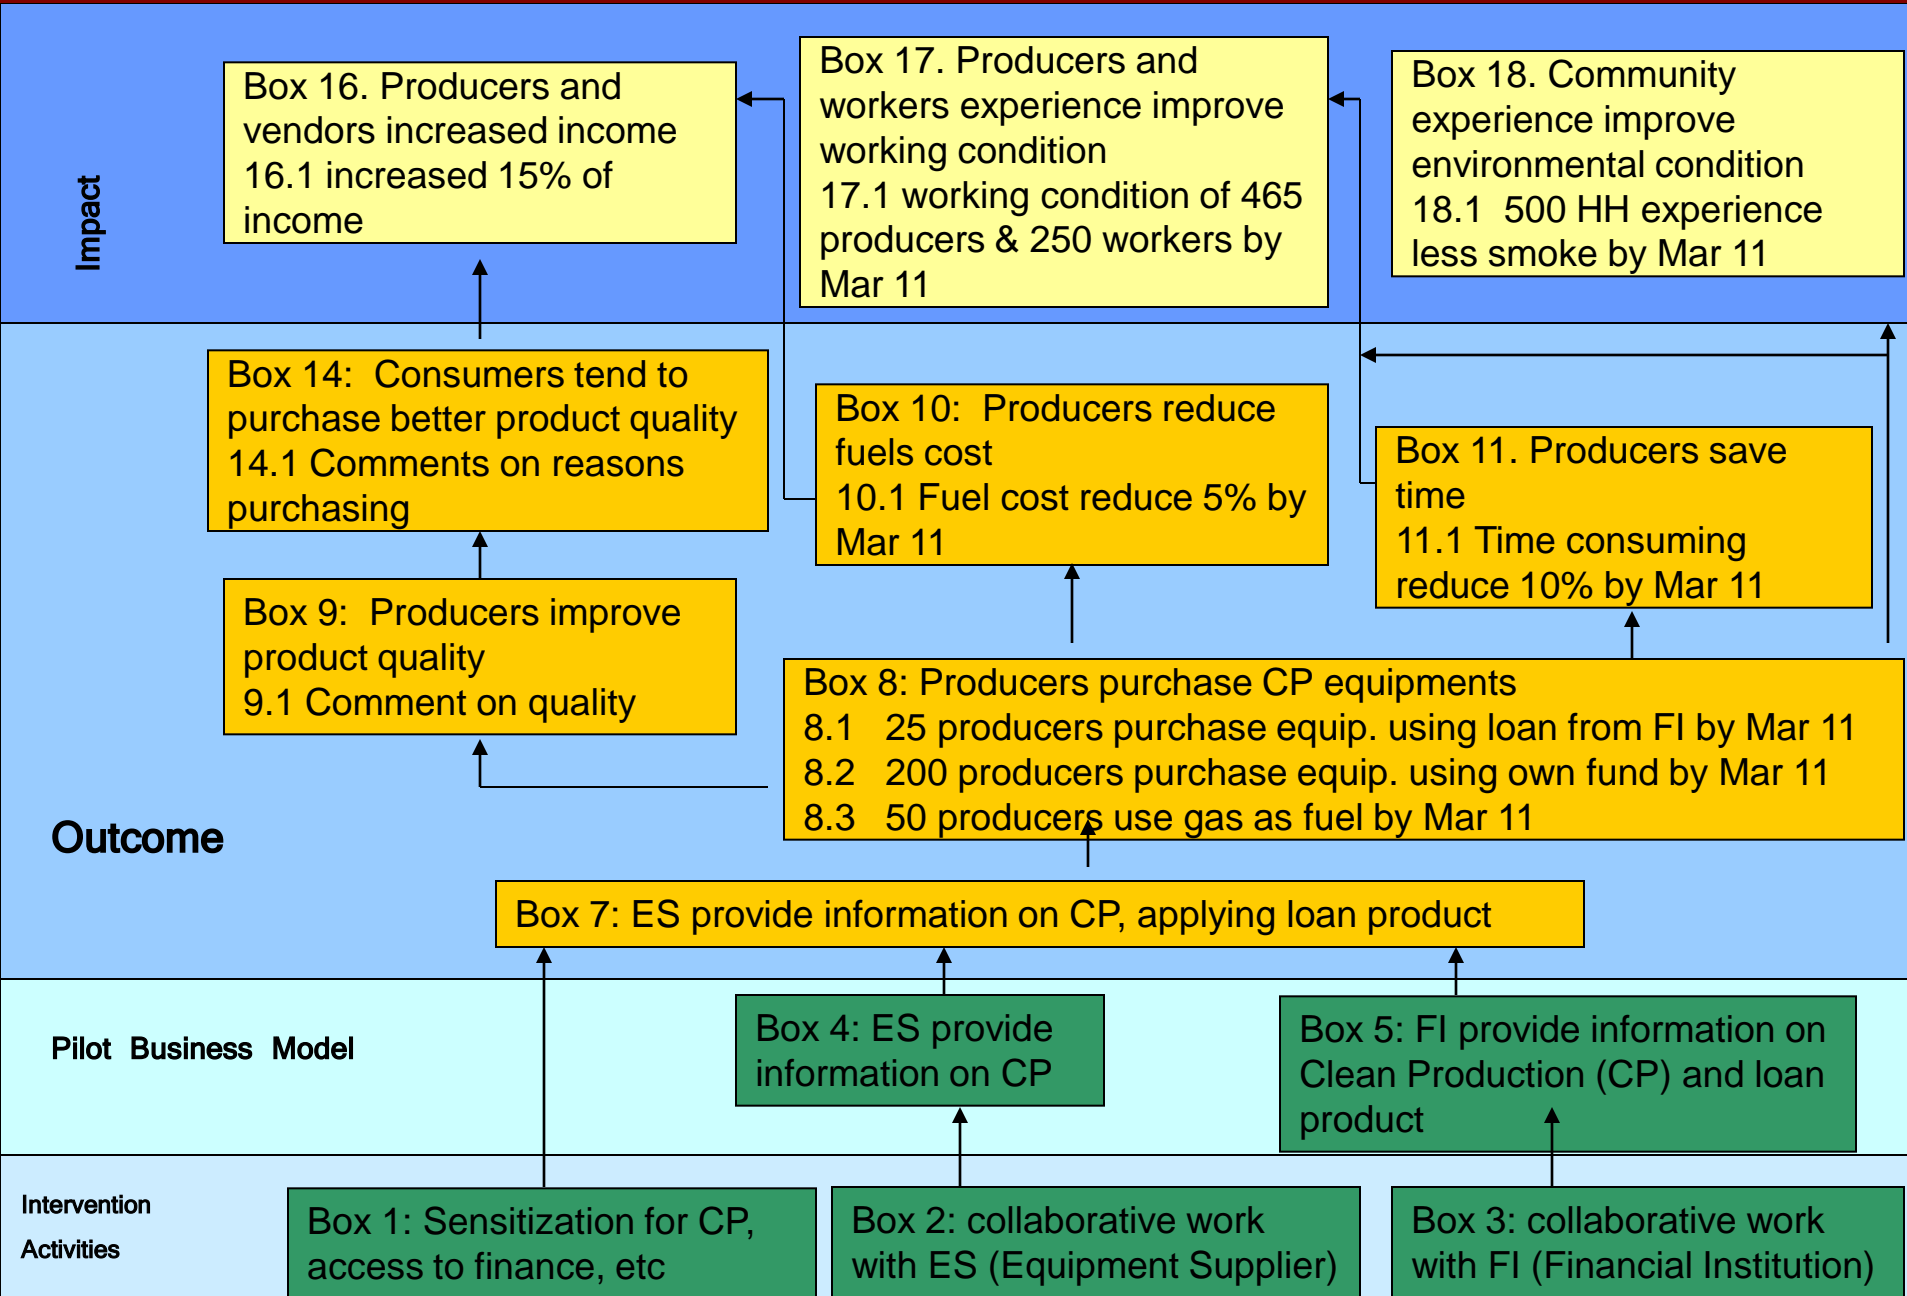 Impact
Box 16. Producers and
vendors increased income
16.1 increased 15% of
income
Box 17. Producers and
workers experience improve
working condition
17.1 working condition of 465
producers & 250 workers by
Mar 11
Box 18. Community
experience improve
environmental condition
18.1 500 HH experience
less smoke by Mar 11
Box 14: Consumers tend to
purchase better product quality
14.1 Comments on reasons
purchasing
Box 10: Producers reduce
fuels cost
10.1 Fuel cost reduce 5% by
Mar 11
Box 11. Producers save
time
11.1 Time consuming
reduce 10% by Mar 11
Box 9: Producers improve
product quality
9.1 Comment on quality
Box 8: Producers purchase CP equipments
8.1 25 producers purchase equip. using loan from FI by Mar 11
8.2 200 producers purchase equip. using own fund by Mar 11
8.3 50 producers use gas as fuel by Mar 11
Outcome
Box 7: ES provide information on CP, applying loan product
Pilot Business Model
Box 4: ES provide
information on CP
Box 5: FI provide information on
Clean Production (CP) and loan
product
Intervention
Activities
Box 1: Sensitization for CP,
access to finance, etc
Box 2: collaborative work
with ES (Equipment Supplier)
Box 3: collaborative work
with FI (Financial Institution)